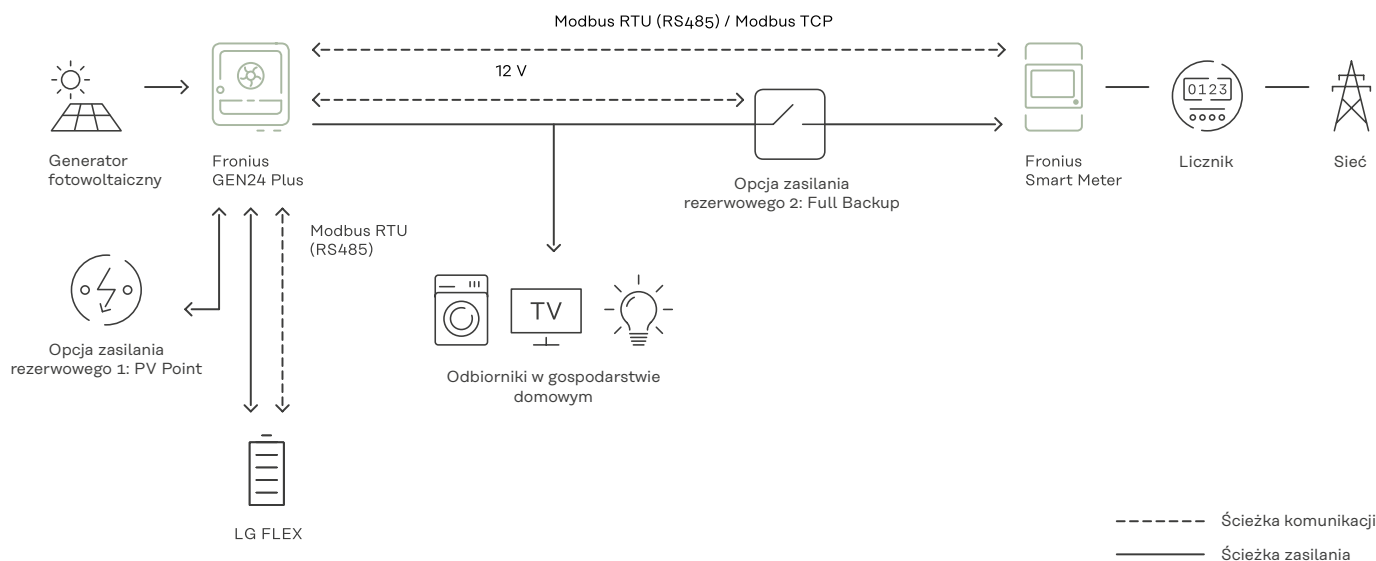 Modbus RTU (RS485) / Modbus TCP
12 V
0123
Generator
fotowoltaiczny
Fronius
GEN24 Plus
Opcja zasilania
rezerwowego 2: Full Backup
Fronius
Smart Meter
Licznik
Sieć
Modbus RTU
(RS485)
TV
Opcja zasilania
rezerwowego 1: PV Point
Odbiorniki w gospodarstwie
domowym
LG FLEX
Ścieżka komunikacji
Ścieżka zasilania